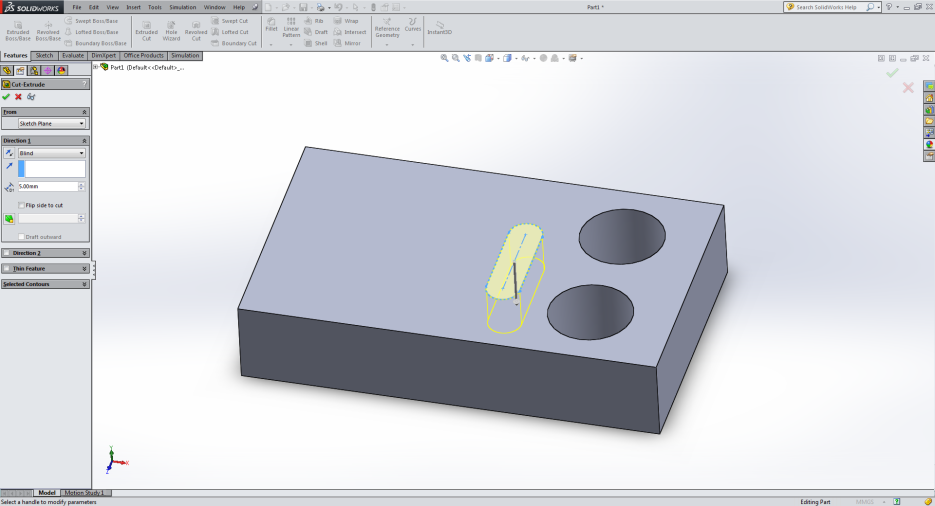 SOLIDWORKS File Edit View Insert Tools Simulation Window Help Part1 * Search SolidWorks Help
Extruded Boss/Base
Revolved Boss/Base
Swept Boss/Base
Lofted Boss/Base
Boundary Boss/Base
Extruded Cut
Hole Wizard
Revolved Cut
Swept Cut
Lofted Cut
Boundary Cut
Fillet
Linear Pattern
Rib
Draft
Shell
Wrap
Intersect
Mirror
Reference Geometry
Curves
Instant3D
Features Sketch Evaluate DimXpert Office Products Simulation
Part1 (Default<<Default>_...
Cut-Extrude ?
From
Sketch Plane
Direction 1
Blind
D1 5.00mm
Flip side to cut
Draft outward
Direction 2
Thin Feature
Selected Contours
Y
X
Z
Model Motion Study 1
Select a handle to modify parameters Editing Part MMGS